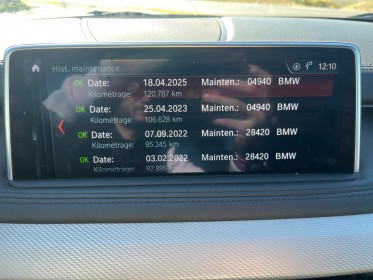 12:10
Hist. maintenance
OK Date: 18.04.2025 Mainten.: 04940 BMW
Kilométrage: 120.787 km
OK Date: 25.04.2023 Mainten.: 04940 BMW
Kilométrage: 106.628 km
OK Date: 07.09.2022 Mainten.: 28420 BMW
Kilométrage: 95.345 km
OK Date: 03.02.2022 Mainten.: 28420 BMW
Kilométrage: km